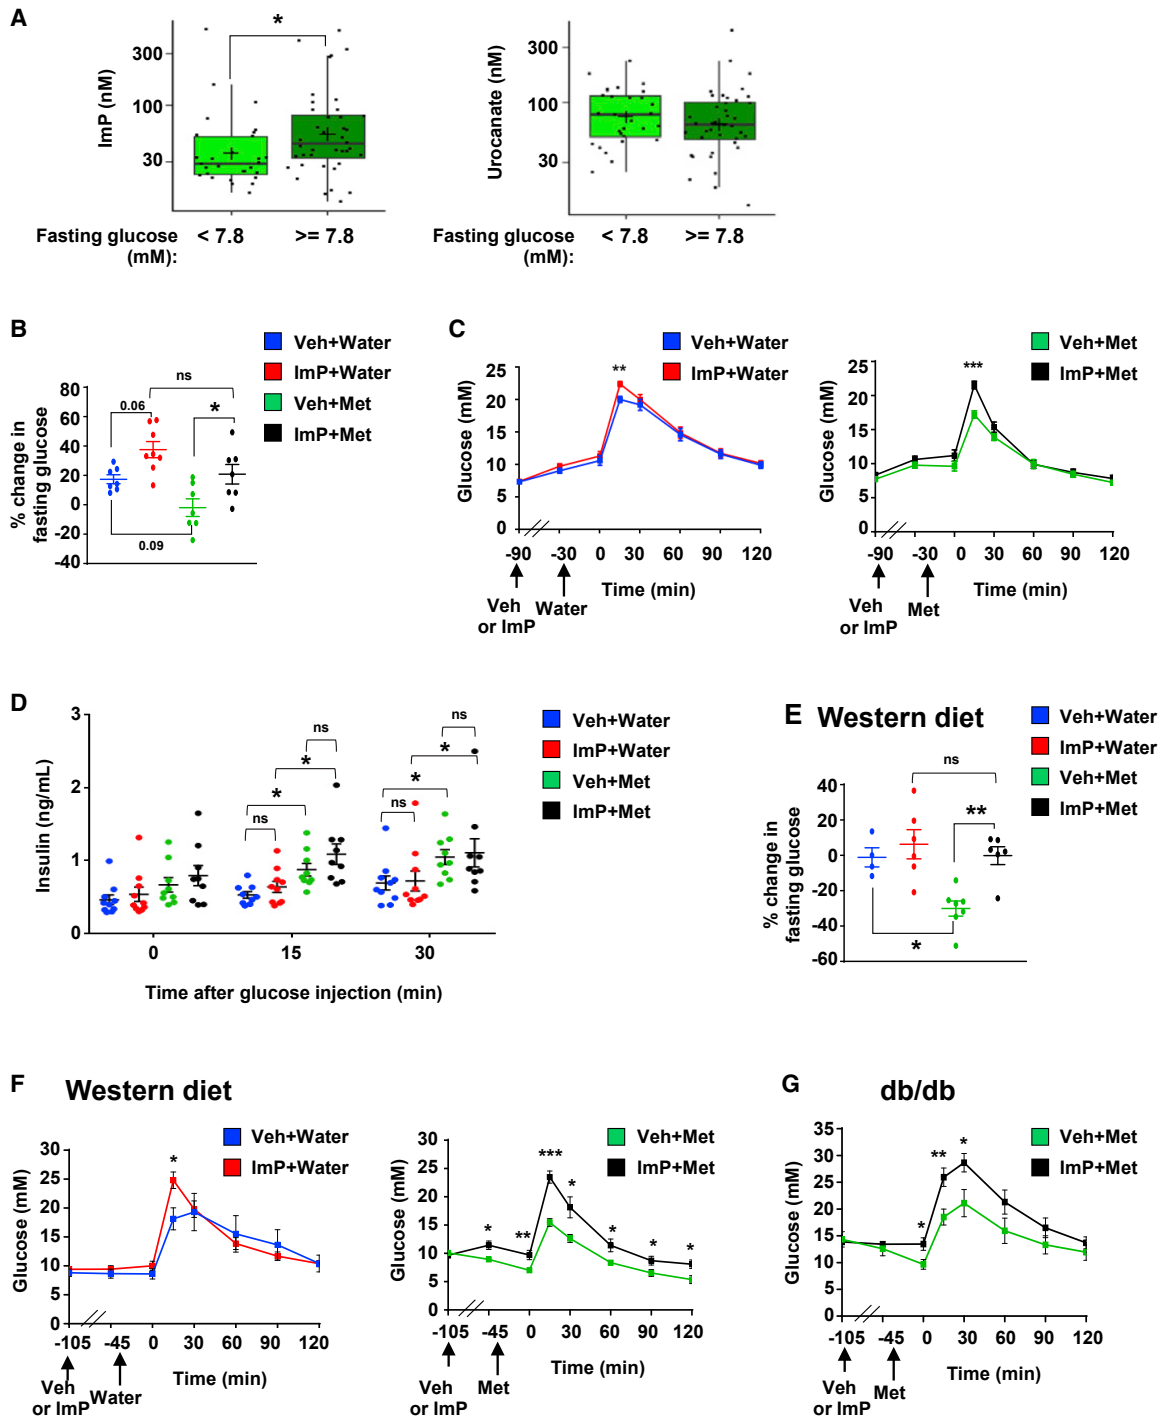 A
ImP (nM)
300
100
30
*
Fasting glucose < 7.8 >= 7.8
(mM):
Urocanate (nM)
300
100
30
Fasting glucose < 7.8 >= 7.8
(mM):
B
Veh+Water
ImP+Water
Veh+Met
ImP+Met
% change in
fasting glucose
80
60
40
20
0
-20
-40
ns
0.06
*
0.09
C
Veh+Water
ImP+Water
Glucose (mM)
25
20
15
10
5
0
**
-90 -30 0 30 60 90 120
Time (min)
Veh
or ImP
Water
Veh+Met
ImP+Met
Glucose (mM)
25
20
15
10
5
0
***
-90 -30 0 30 60 90 120
Time (min)
Veh
or ImP
Met
D
Insulin (ng/mL)
3
2
1
0
ns
*
*
ns
ns
*
*
ns
0 15 30
Time after glucose injection (min)
Veh+Water
ImP+Water
Veh+Met
ImP+Met
E Western diet
Veh+Water
ImP+Water
Veh+Met
ImP+Met
% change in
fasting glucose
40
20
0
-20
-40
-60
ns
**
*
F Western diet
Veh+Water
ImP+Water
Glucose (mM)
30
25
20
15
10
5
0
*
-105 -45 0 30 60 90 120
Time (min)
Veh
or ImP
Water
Veh+Met
ImP+Met
Glucose (mM)
30
25
20
15
10
5
0
* ** *** * * * *
-105 -45 0 30 60 90 120
Time (min)
Veh
or ImP
Met
G db/db
Veh+Met
ImP+Met
Glucose (mM)
35
30
25
20
15
10
5
0
* ** *
-105 -45 0 30 60 90 120
Time (min)
Veh
or ImP
Met